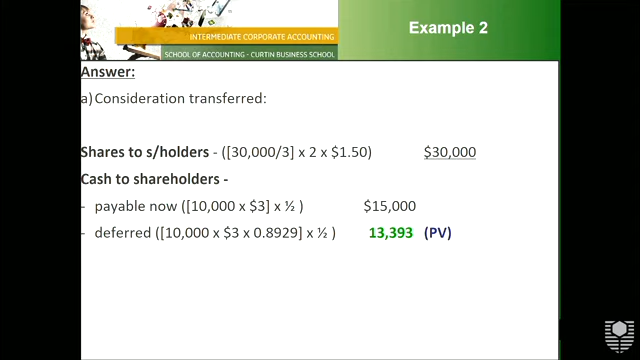 Example 2
INTERMEDIATE CORPORATE ACCOUNTING
SCHOOL OF ACCOUNTING - CURTIN BUSINESS SCHOOL
Answer:
a) Consideration transferred:
Shares to s/holders - ([30,000/3] x 2 x $1.50) $30,000
Cash to shareholders -
- payable now ([10,000 x $3] x ½ ) $15,000
- deferred ([10,000 x $3 x 0.8929] x ½ ) 13,393 (PV)